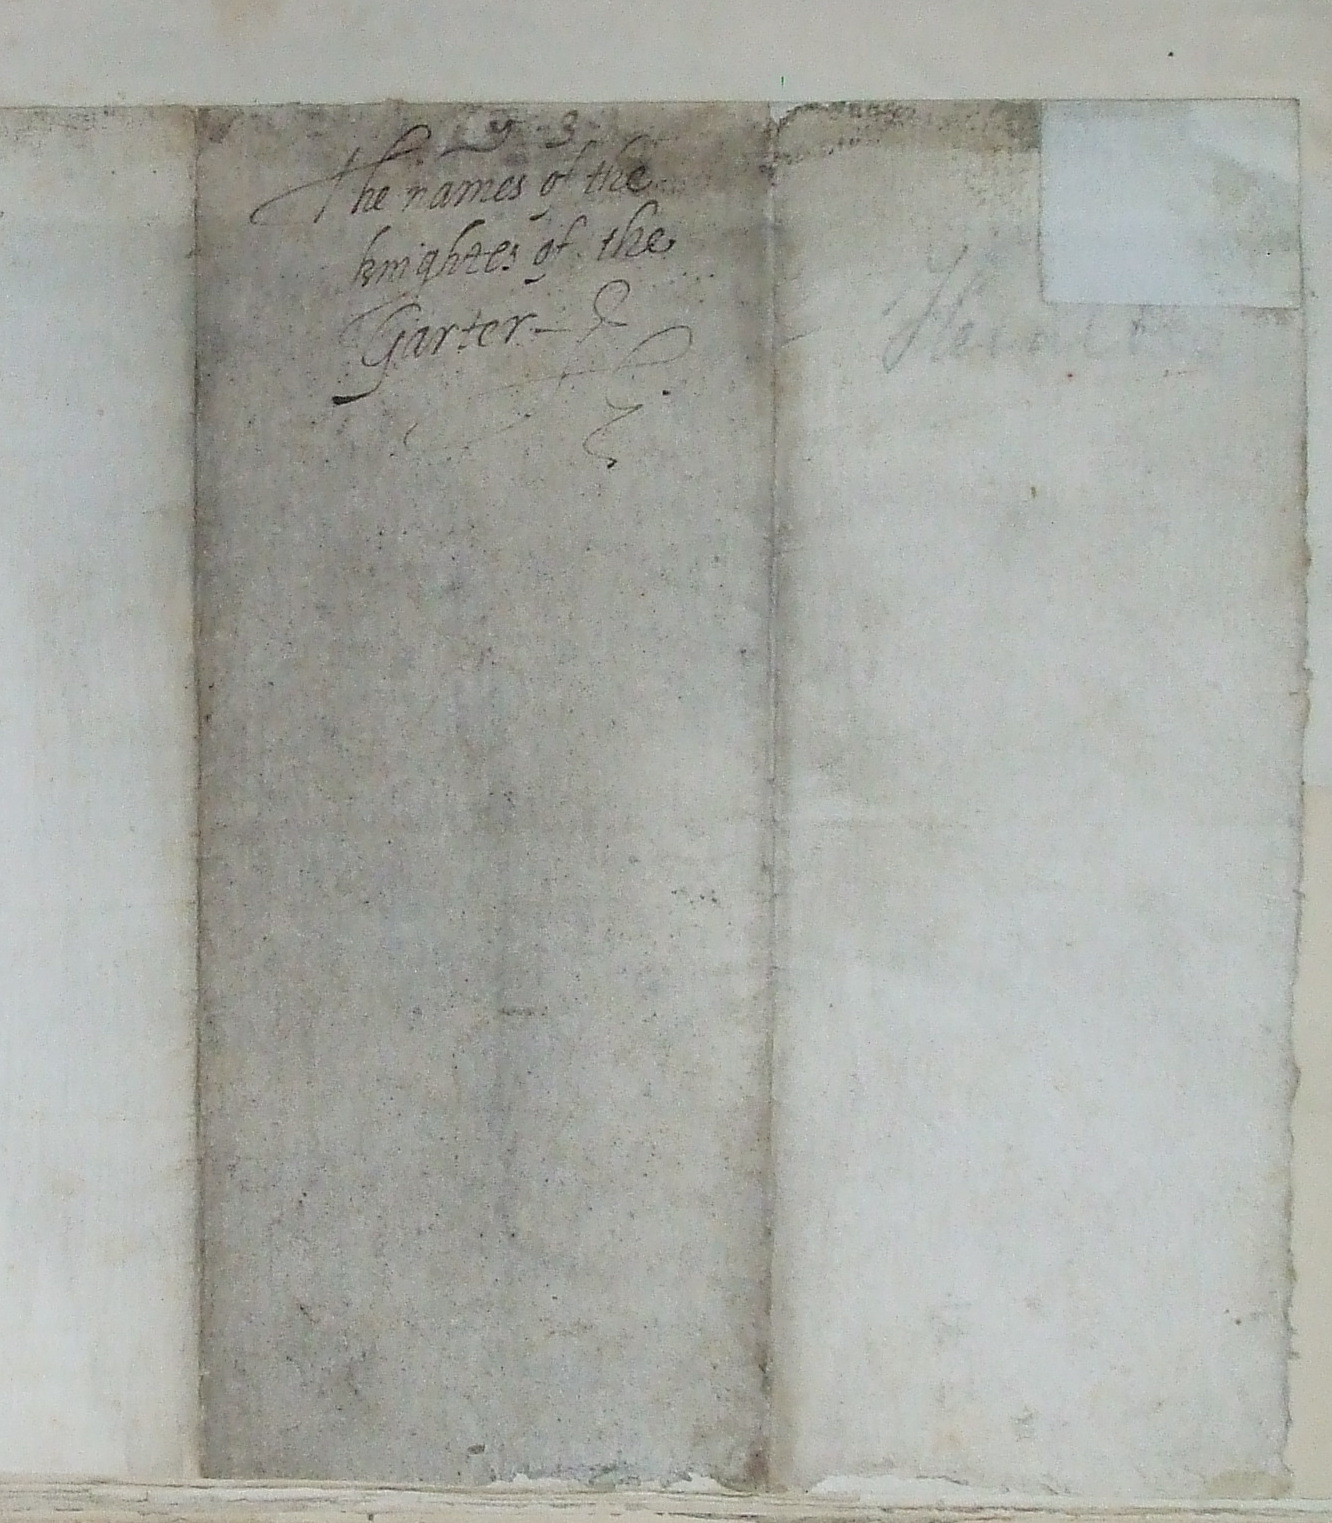 The names of the
knightes of the
Garter